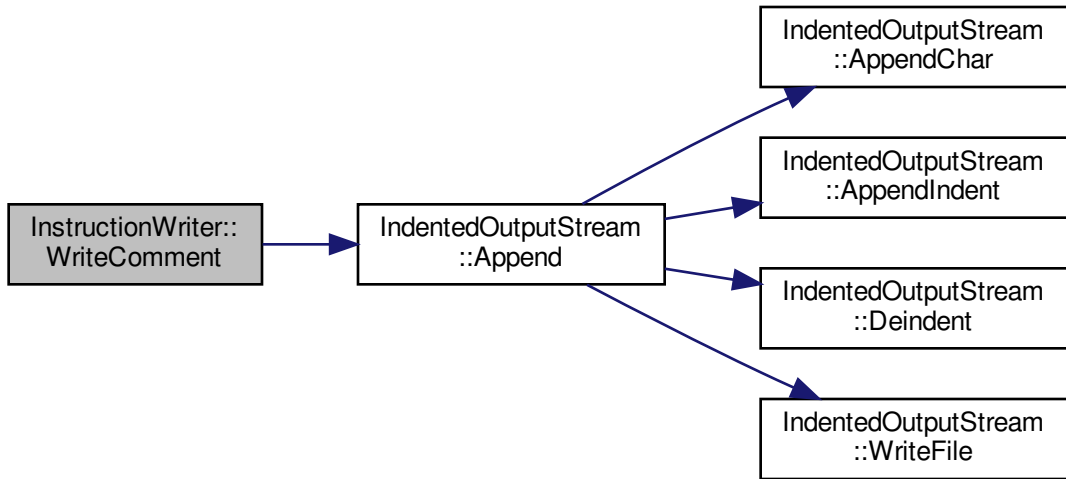 IndentedOutputStream
::AppendChar
IndentedOutputStream
::AppendIndent
InstructionWriter::
WriteComment
IndentedOutputStream
::Append
IndentedOutputStream
::Deindent
IndentedOutputStream
::WriteFile